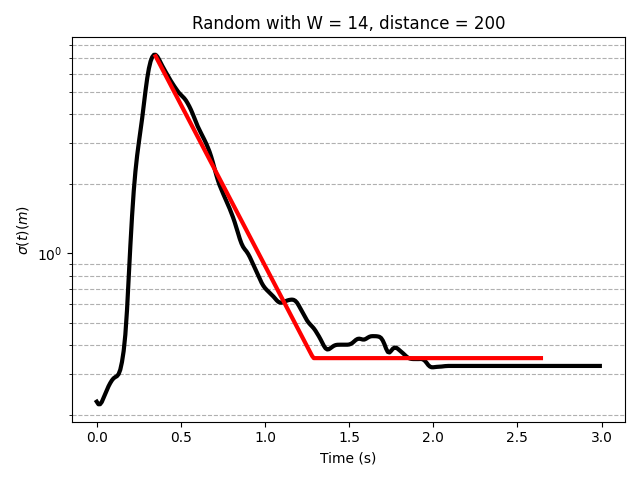 Random with W = 14, distance = 200
σ(t)(m)
10⁰
0.0 0.5 1.0 1.5 2.0 2.5 3.0
Time (s)